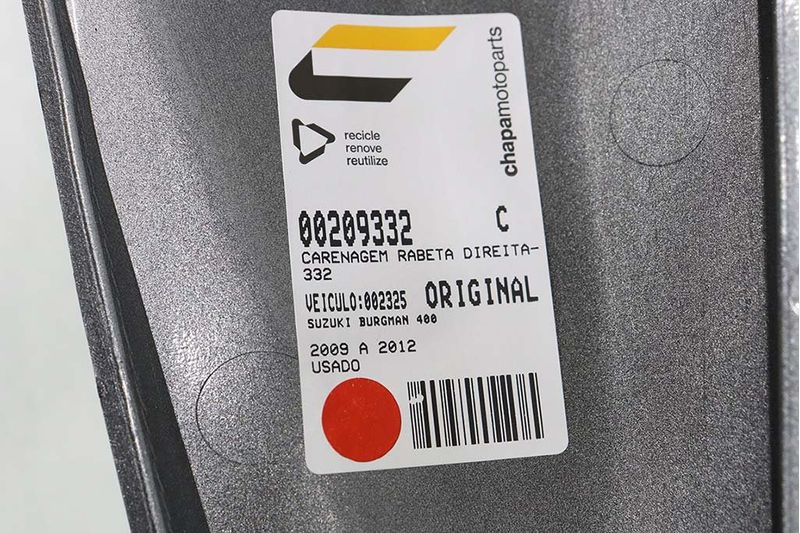 chapamotoparts
recicle
renove
reutilize
00209332 C
CARENAGEM RABETA DIREITA-
332
VEICULO:002325 ORIGINAL
SUZUKI BURGMAN 400
2009 A 2012
USADO